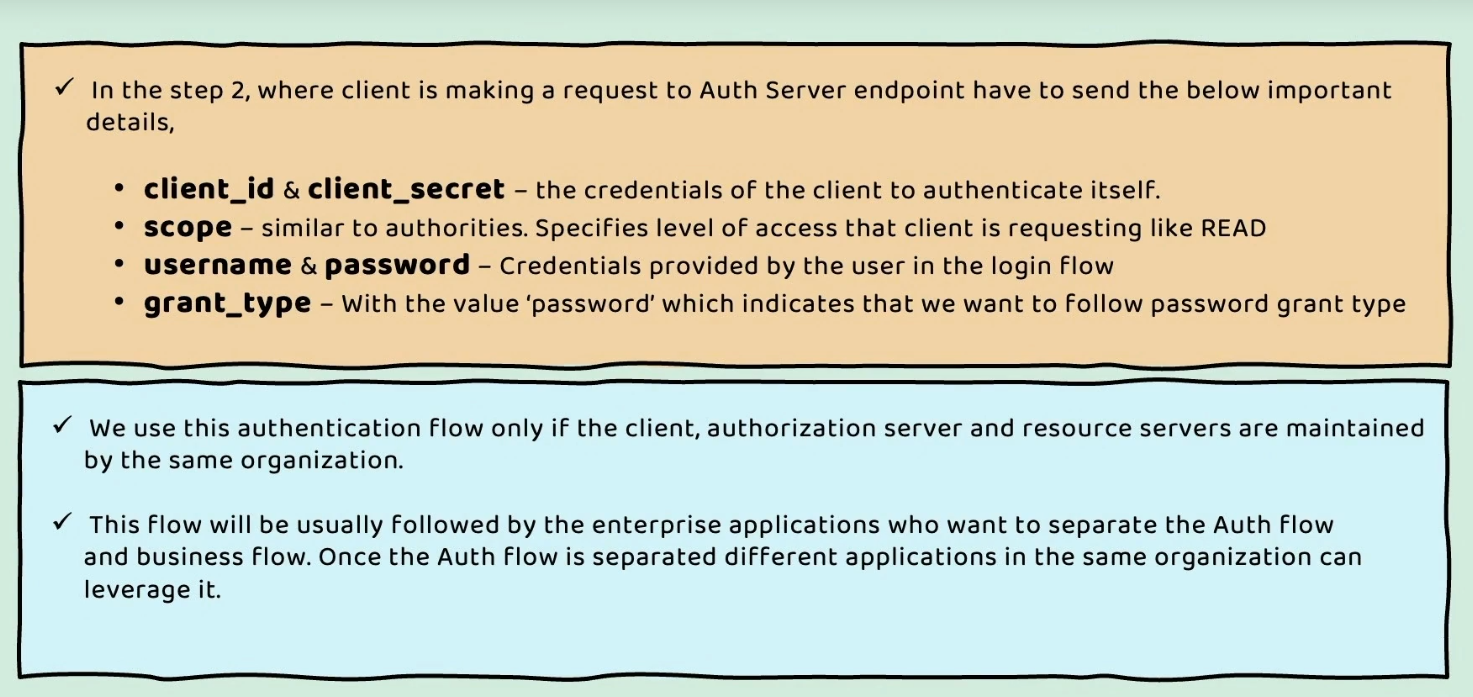 ✓ In the step 2, where client is making a request to Auth Server endpoint have to send the below important
details,
• client_id & client_secret – the credentials of the client to authenticate itself.
• scope – similar to authorities. Specifies level of access that client is requesting like READ
• username & password – Credentials provided by the user in the login flow
• grant_type – With the value ‘password’ which indicates that we want to follow password grant type
✓ We use this authentication flow only if the client, authorization server and resource servers are maintained
by the same organization.
✓ This flow will be usually followed by the enterprise applications who want to separate the Auth flow
and business flow. Once the Auth flow is separated different applications in the same organization can
leverage it.